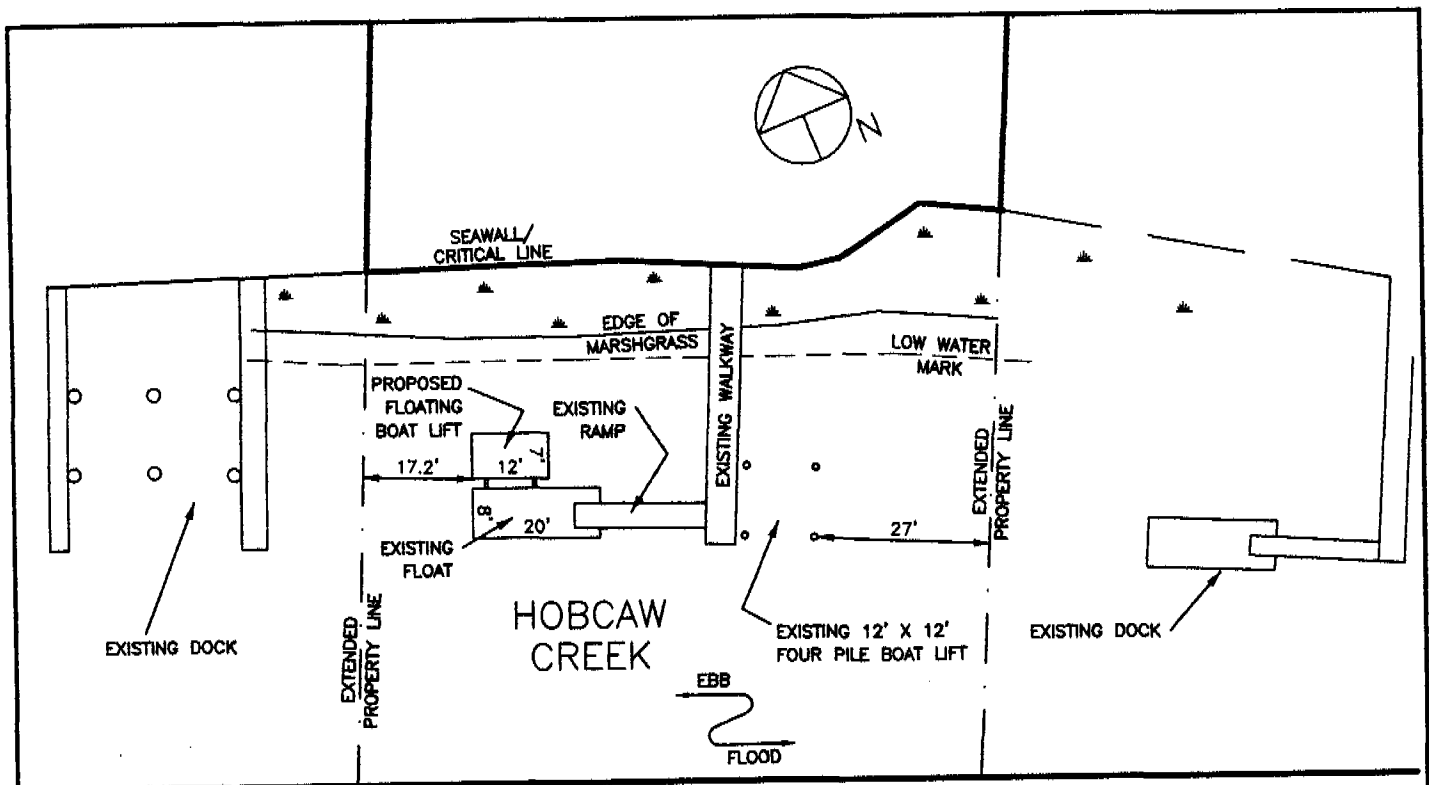 N
SEAWALL/
CRITICAL LINE
EDGE OF
MARSHGRASS
LOW WATER
MARK
PROPOSED
FLOATING
BOAT LIFT
EXISTING
RAMP
EXISTING WALKWAY
17.2'
12'
7'
8'
20'
27'
EXISTING
FLOAT
EXTENDED
PROPERTY LINE
EXISTING DOCK
HOBCAW
CREEK
EXISTING 12' X 12'
FOUR PILE BOAT LIFT
EXISTING DOCK
EXTENDED
PROPERTY LINE
EBB
FLOOD